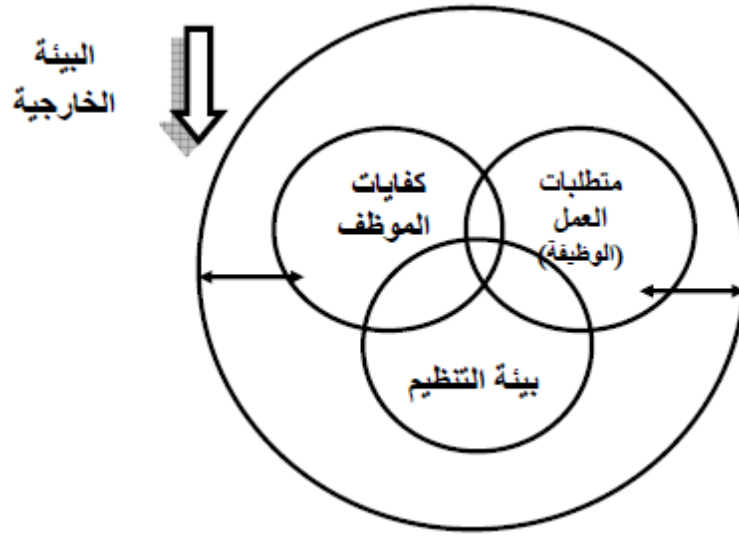 البيئة
الخارجية
متطلبات
العمل
(الوظيفة)
كفايات
الموظف
بيئة التنظيم